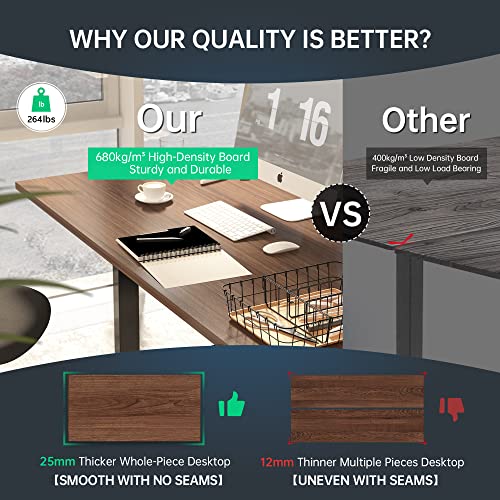 WHY OUR QUALITY IS BETTER?
lb
264lbs
Our
680kg/m³ High-Density Board
Sturdy and Durable
1 16
VS
Other
400kg/m³ Low Density Board
Fragile and Low Load Bearing
25mm Thicker Whole-Piece Desktop
【SMOOTH WITH NO SEAMS】
12mm Thinner Multiple Pieces Desktop
【UNEVEN WITH SEAMS】